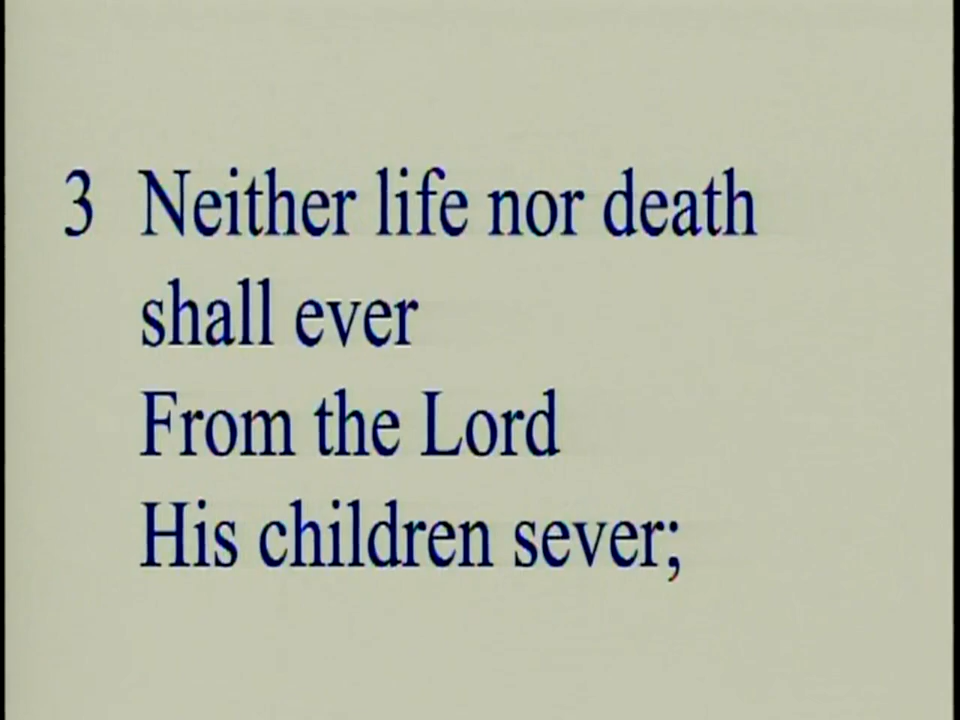 3 Neither life nor death
shall ever
From the Lord
His children sever;